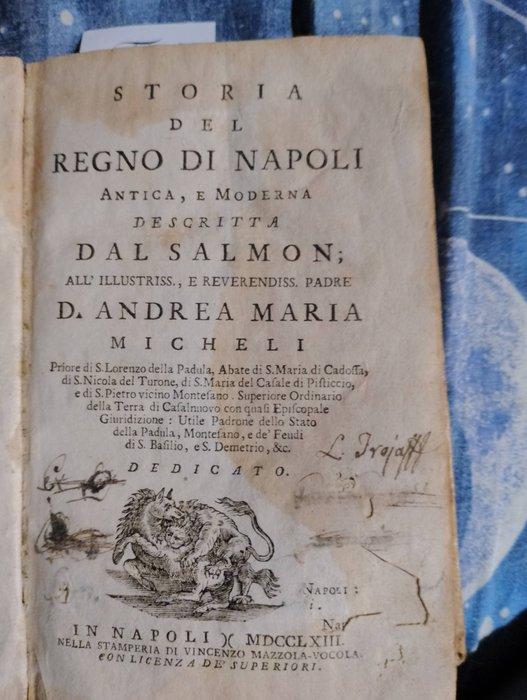 STORIA
DEL
REGNO DI NAPOLI
ANTICA, E MODERNA
DESCRITTA
DAL SALMON;
ALL' ILLUSTRISS., E REVERENDISS. PADRE
D. ANDREA MARIA
MICHELI
Priore di S. Lorenzo della Padula, Abate di S. Maria di Cadossa,
di S. Nicola del Turone, di S. Maria del Casale di Pisticcio,
e di S. Pietro vicino Montesano. Superiore Ordinario
della Terra di Casalnuovo con quasi Episcopale
Giuridizione: Utile Padrone dello Stato
della Padula, Montesano, e de' Feudi
di S. Basilio, e S. Demetrio, &c.
DEDICATO.
NAPOLI:
IN NAPOLI )( MDCCLXIII.
NELLA STAMPERIA DI VINCENZO MAZZOLA-VOCOLA.
CON LICENZA DE' SUPERIORI.